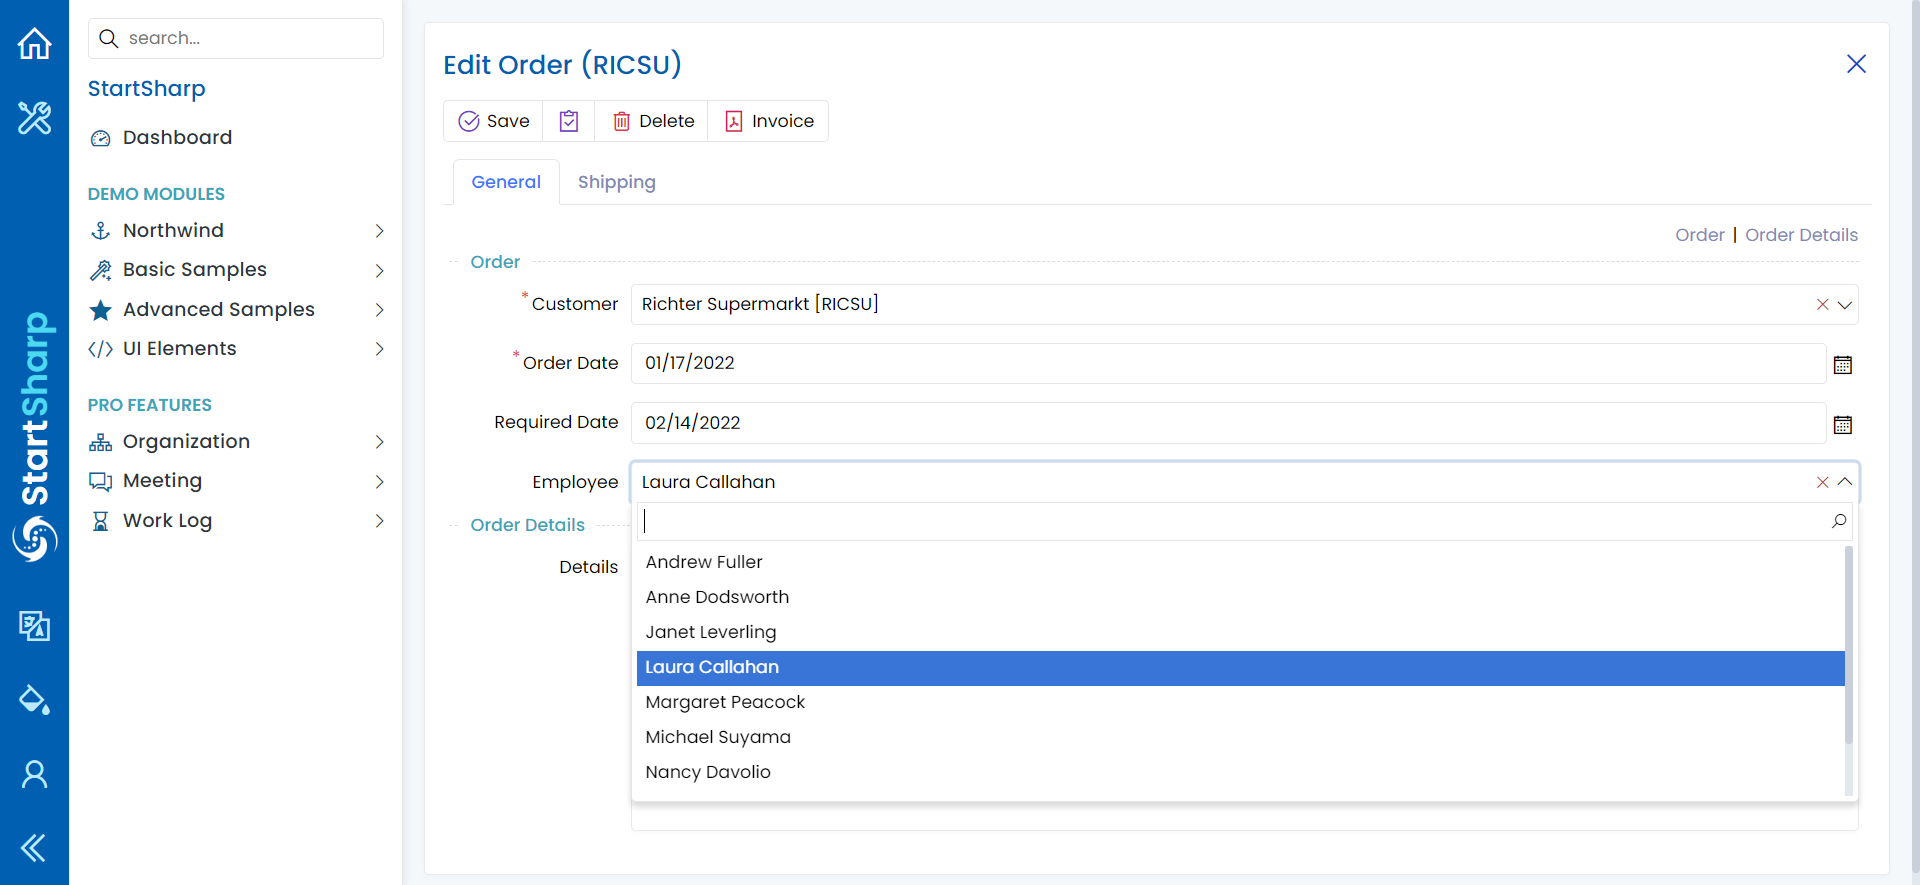 search...
StartSharp
Dashboard
DEMO MODULES
Northwind
Basic Samples
Advanced Samples
UI Elements
PRO FEATURES
Organization
Meeting
Work Log
StartSharp
Edit Order (RICSU)
Save
Delete
Invoice
General
Shipping
Order | Order Details
Order
*Customer
Richter Supermarkt [RICSU]
*Order Date
01/17/2022
Required Date
02/14/2022
Employee
Laura Callahan
Order Details
Details
Andrew Fuller
Anne Dodsworth
Janet Leverling
Laura Callahan
Margaret Peacock
Michael Suyama
Nancy Davolio